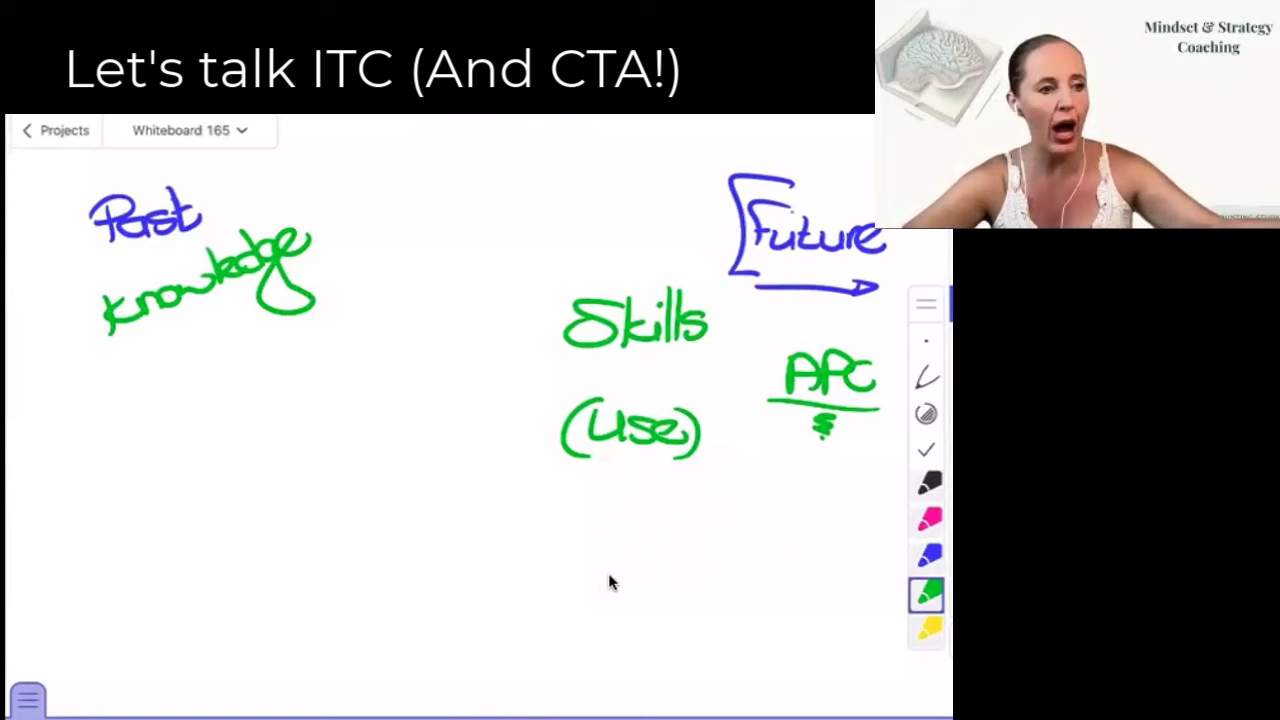 Let's talk ITC (And CTA!)
Mindset & Strategy
Coaching
Projects
Whiteboard 165
Past
knowledge
Future
Skills
APC
(use)